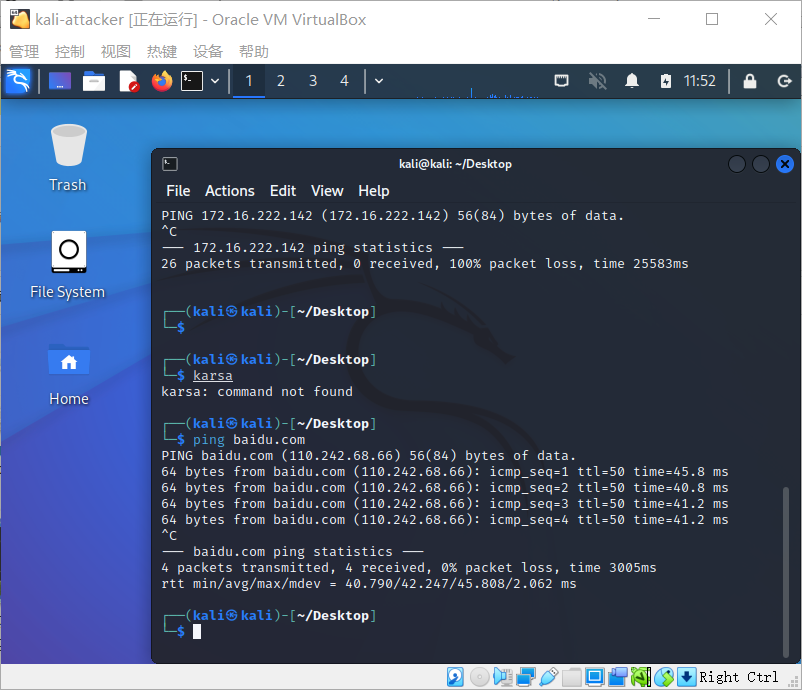 kali-attacker [正在运行] - Oracle VM VirtualBox
管理 控制 视图 热键 设备 帮助
1 2 3 4 11:52
Trash
File System
Home
kali@kali: ~/Desktop
File Actions Edit View Help
PING 172.16.222.142 (172.16.222.142) 56(84) bytes of data.
^C
--- 172.16.222.142 ping statistics ---
26 packets transmitted, 0 received, 100% packet loss, time 25583ms
┌──(kali㉿kali)-[~/Desktop]
└─$
┌──(kali㉿kali)-[~/Desktop]
└─$ karsa
karsa: command not found
┌──(kali㉿kali)-[~/Desktop]
└─$ ping baidu.com
PING baidu.com (110.242.68.66) 56(84) bytes of data.
64 bytes from baidu.com (110.242.68.66): icmp_seq=1 ttl=50 time=45.8 ms
64 bytes from baidu.com (110.242.68.66): icmp_seq=2 ttl=50 time=40.8 ms
64 bytes from baidu.com (110.242.68.66): icmp_seq=3 ttl=50 time=41.2 ms
64 bytes from baidu.com (110.242.68.66): icmp_seq=4 ttl=50 time=41.2 ms
^C
--- baidu.com ping statistics ---
4 packets transmitted, 4 received, 0% packet loss, time 3005ms
rtt min/avg/max/mdev = 40.790/42.247/45.808/2.062 ms
┌──(kali㉿kali)-[~/Desktop]
└─$
Right Ctrl